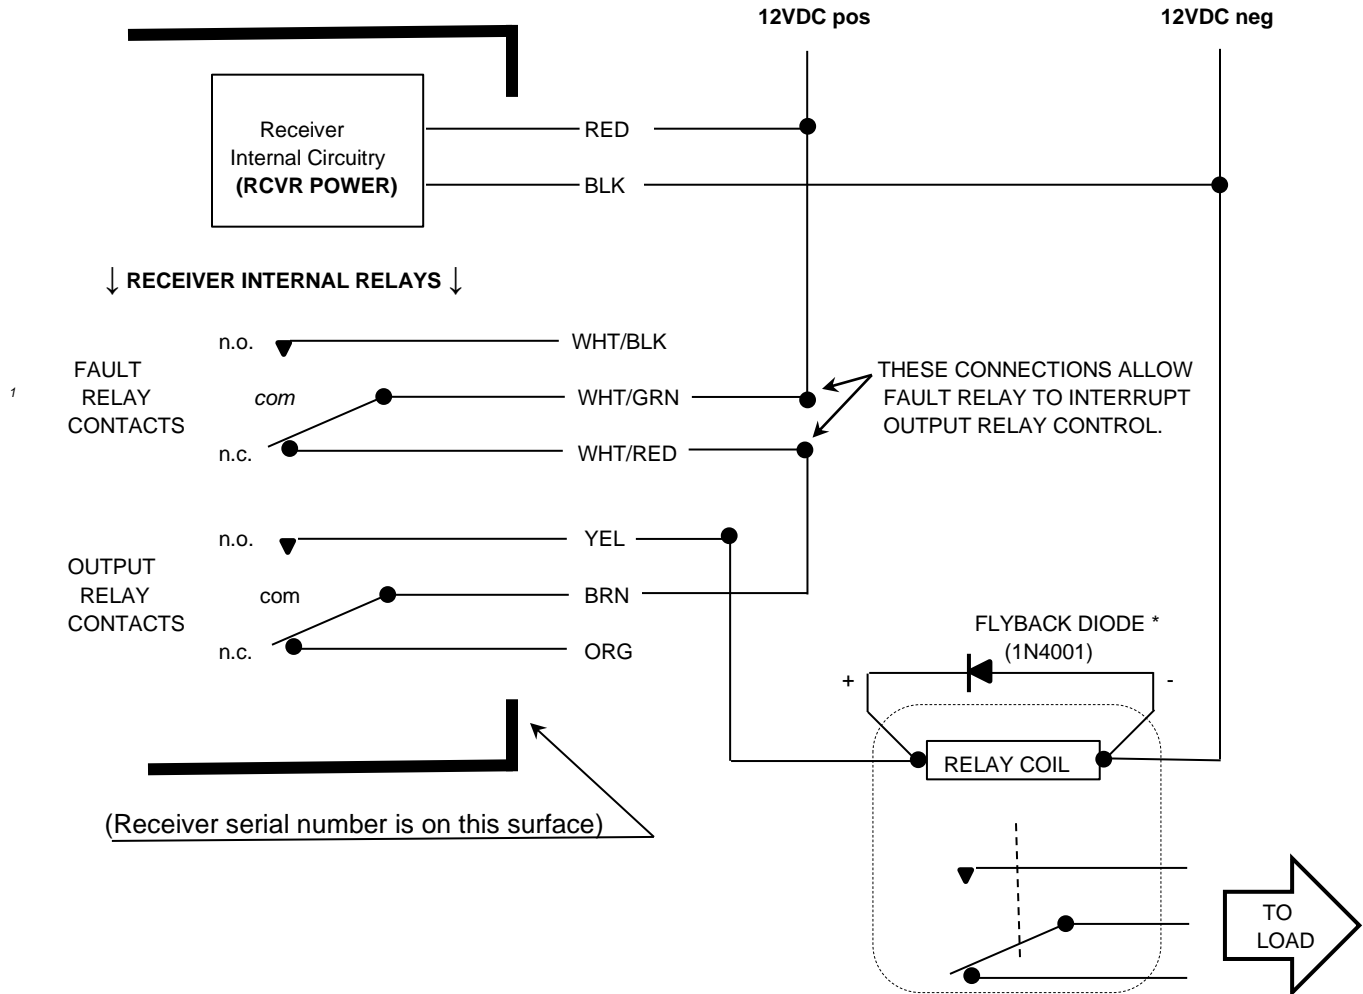 12VDC pos
12VDC neg
Receiver
Internal Circuitry
(RCVR POWER)
RED
BLK
↓ RECEIVER INTERNAL RELAYS ↓
n.o.
WHT/BLK
1
FAULT
RELAY
CONTACTS
com
WHT/GRN
n.c.
WHT/RED
THESE CONNECTIONS ALLOW
FAULT RELAY TO INTERRUPT
OUTPUT RELAY CONTROL.
n.o.
YEL
OUTPUT
RELAY
CONTACTS
com
BRN
n.c.
ORG
FLYBACK DIODE *
(1N4001)
+
-
RELAY COIL
(Receiver serial number is on this surface)
TO
LOAD